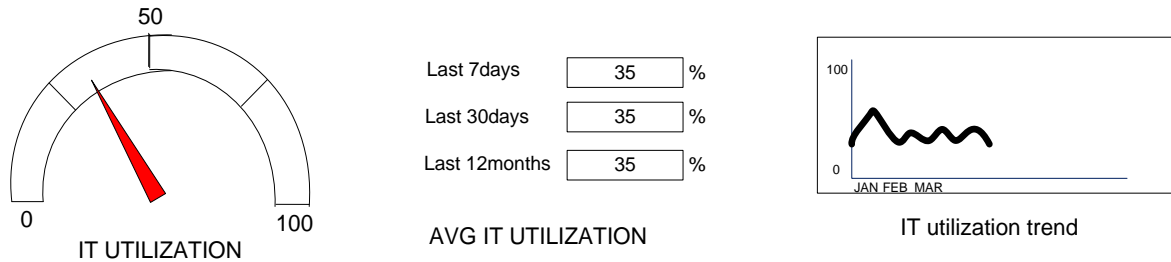 50
0
100
IT UTILIZATION
Last 7days 35 %
Last 30days 35 %
Last 12months 35 %
AVG IT UTILIZATION
100
0
JAN FEB MAR
IT utilization trend